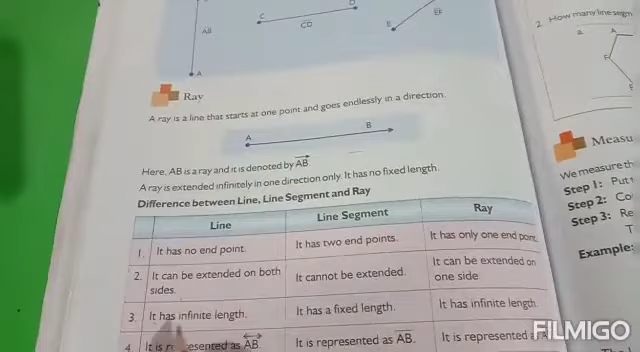 C
D
AB
CD
E
EF
A
Ray
A ray is a line that starts at one point and goes endlessly in a direction.
A
B
Here, AB is a ray and it is denoted by AB
A ray is extended infinitely in one direction only. It has no fixed length.
Difference between Line, Line Segment and Ray
Line Line Segment Ray
1. It has no end point. It has two end points. It has only one end point
2. It can be extended on both sides. It cannot be extended. It can be extended on one side
3. It has infinite length. It has a fixed length. It has infinite length.
4. It is represented as AB. It is represented as AB. It is represented
2. How many line segm
a.
A
E
Measu
We measure th
Step 1: Put
Step 2: Co
Step 3: Re
T
Example:
FILMIGO